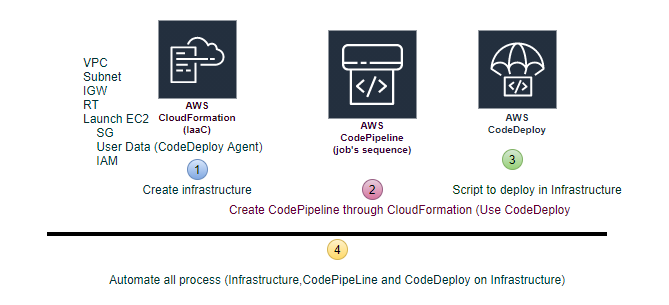 VPC
Subnet
IGW
RT
Launch EC2
SG
User Data (CodeDeploy Agent)
IAM
AWS
CloudFormation
(IaaC)
AWS
CodePipeline
(job's sequence)
AWS
CodeDeploy
1
Create infrastructure
2
Create CodePipeline through CloudFormation (Use CodeDeploy
3
Script to deploy in Infrastructure
4
Automate all process (Infrastructure,CodePipeLine and CodeDeploy on Infrastructure)